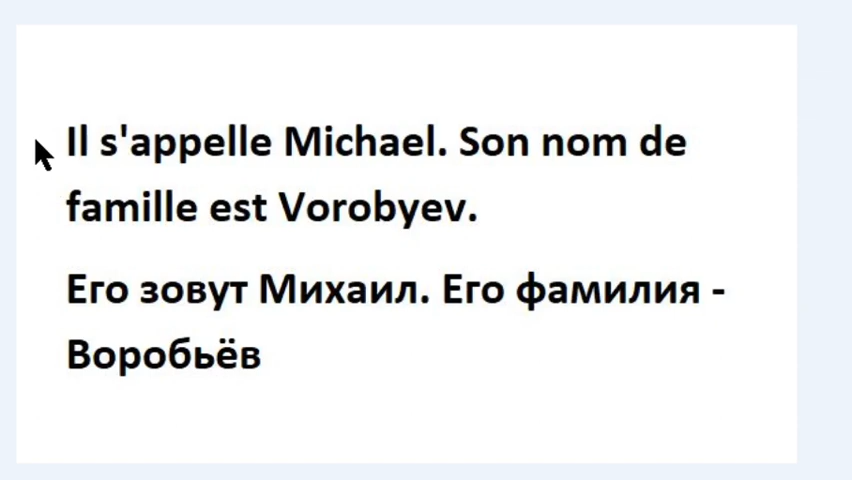 Il s'appelle Michael. Son nom de
famille est Vorobyev.
Его зовут Михаил. Его фамилия -
Воробьёв